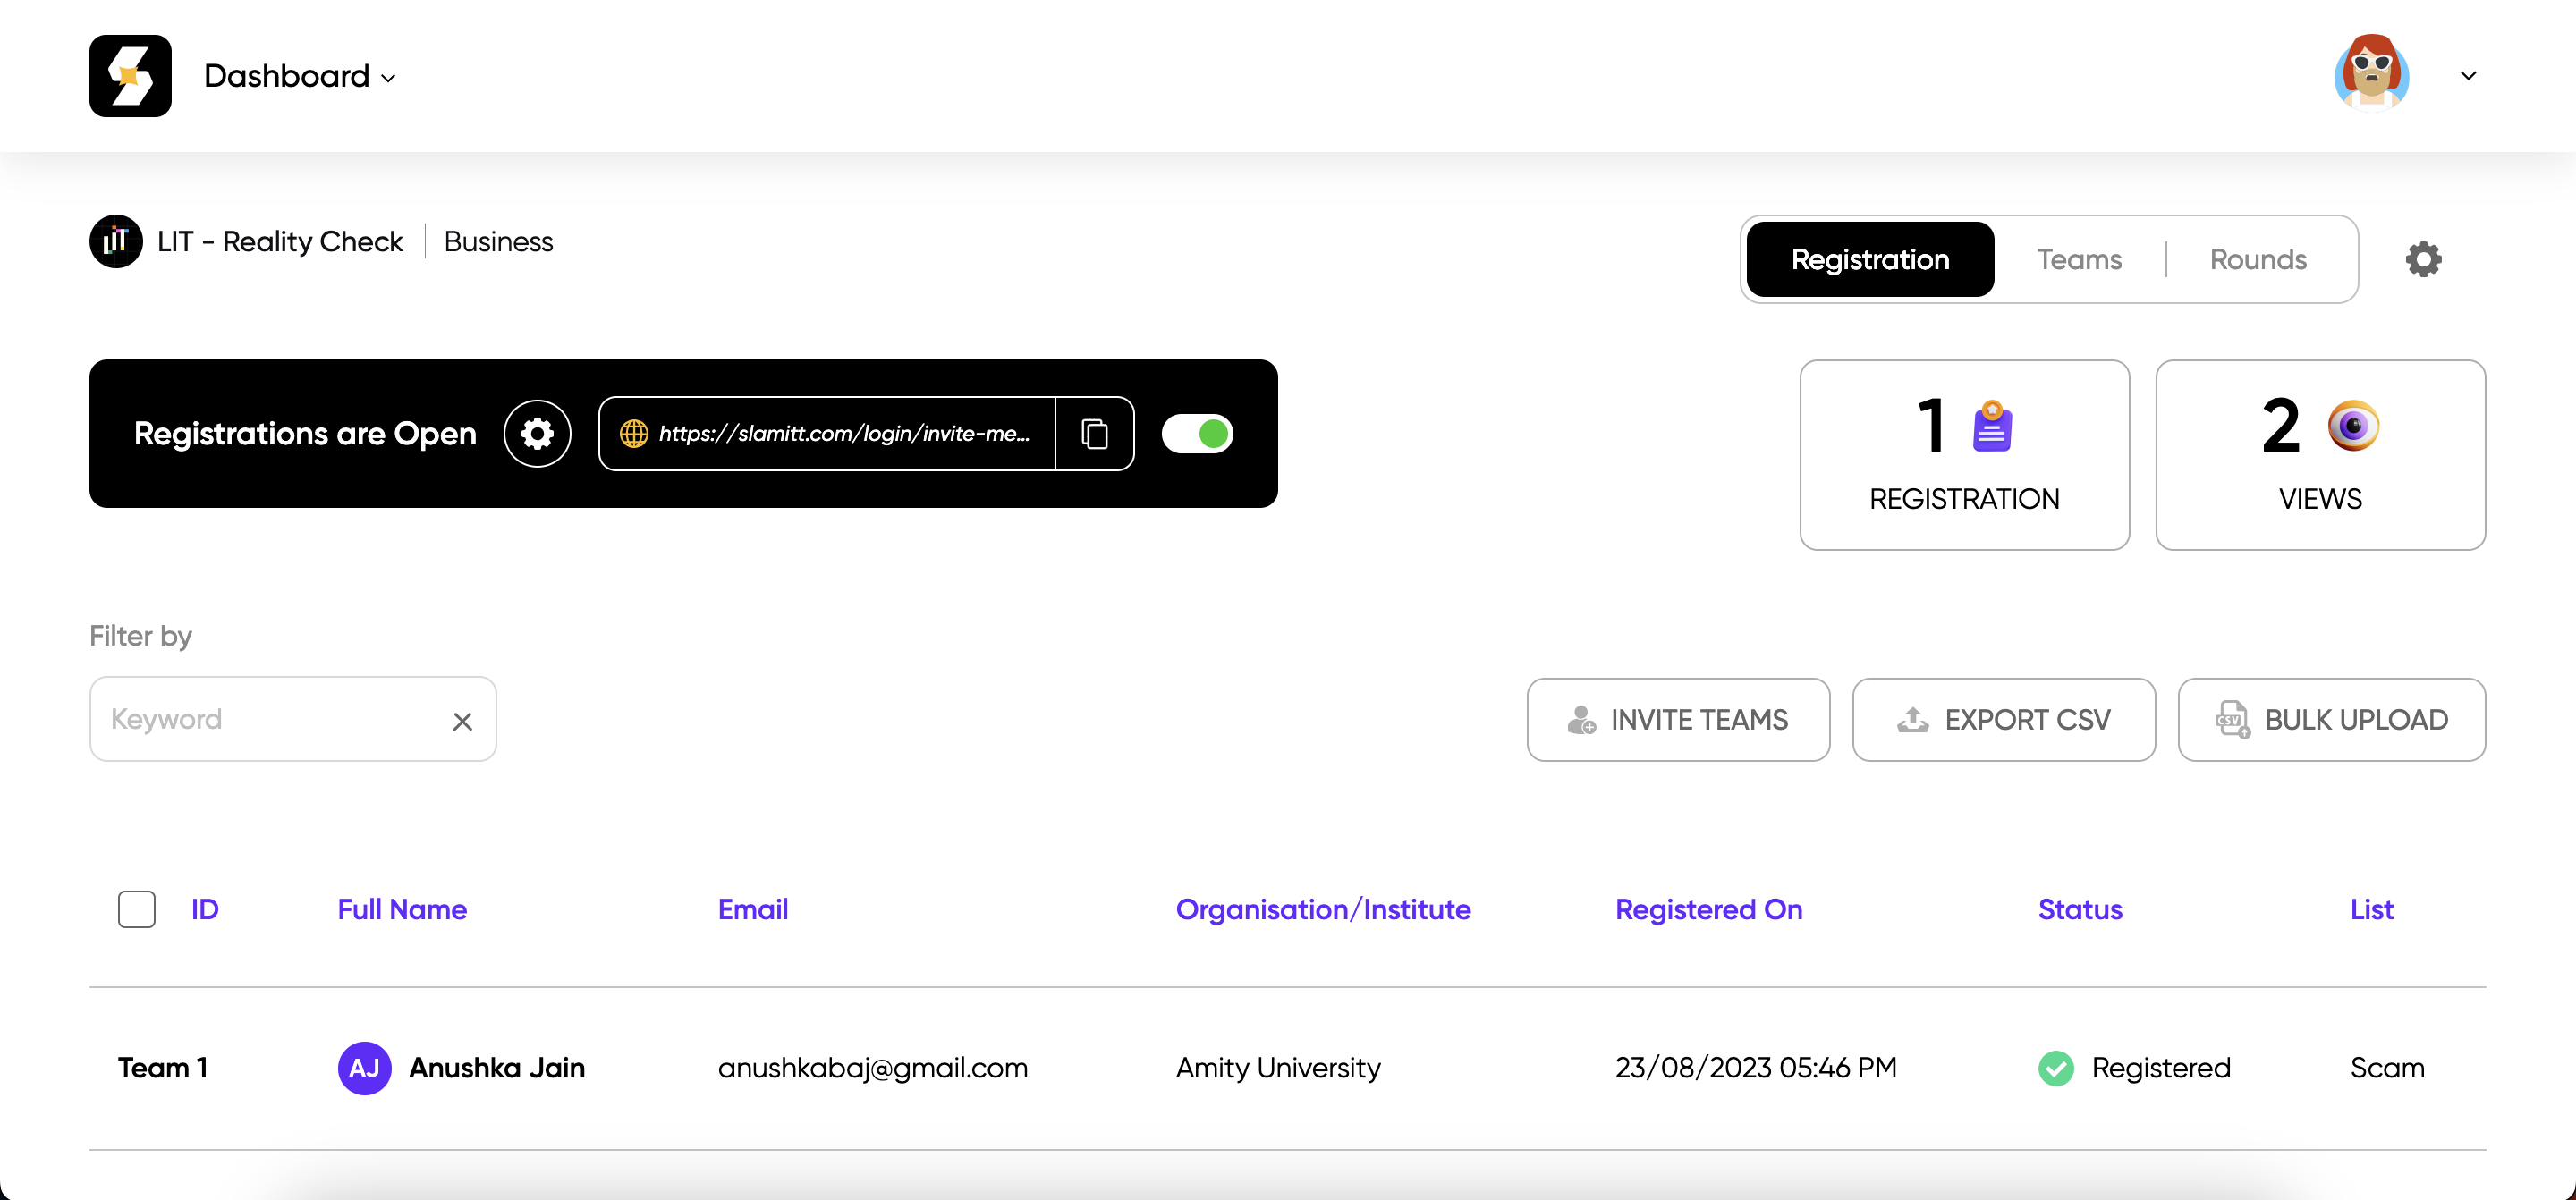 Dashboard
LIT - Reality Check | Business
Registration
Teams
Rounds
Registrations are Open
https://slamitt.com/login/invite-me...
1
REGISTRATION
2
VIEWS
Filter by
Keyword
INVITE TEAMS
EXPORT CSV
BULK UPLOAD
ID Full Name Email Organisation/Institute Registered On Status List
Team 1 AJ Anushka Jain anushkabaj@gmail.com Amity University 23/08/2023 05:46 PM Registered Scam